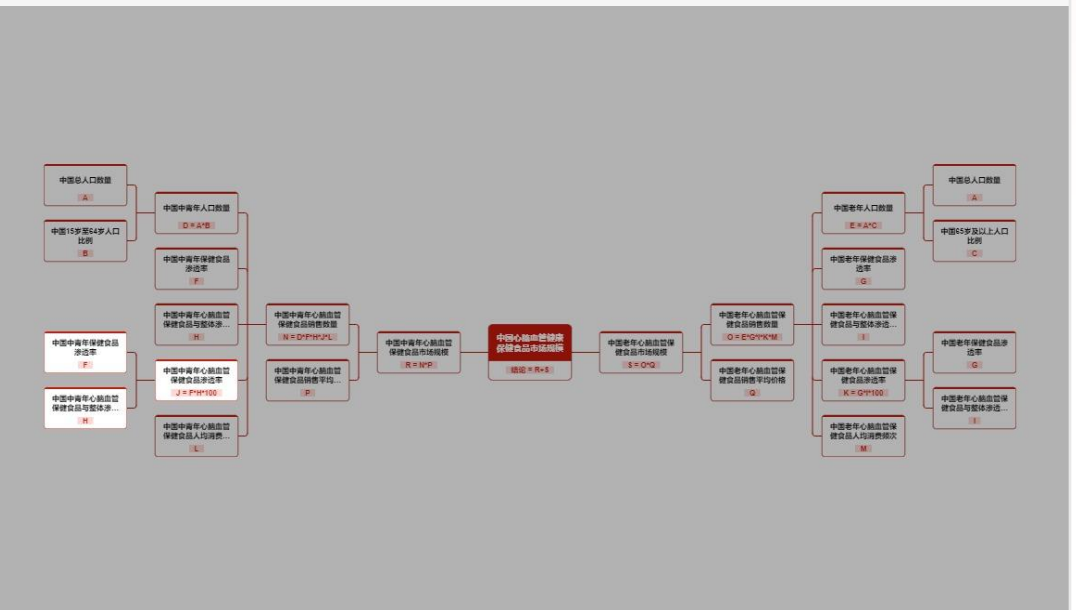 中国总人口数量
A
中国15岁至64岁人口
比例
B
中国中青年人口数量
D = A*B
中国中青年保健食品
渗透率
F
中国中青年心脑血管
保健食品与整体渗...
H
中国中青年保健食品
渗透率
F
中国中青年心脑血管
保健食品与整体渗...
H
中国中青年心脑血管
保健食品渗透率
J = F*H*100
中国中青年心脑血管
保健食品人均消费...
L
中国中青年心脑血管
保健食品销售数量
N = D*F*H*J*L
中国中青年心脑血管
保健食品销售平均...
P
中国中青年心脑血管
保健食品市场规模
R = N*P
中国心脑血管健康
保健食品市场规模
结论 = R+S
中国老年心脑血管保
健食品市场规模
S = O*Q
中国老年心脑血管保
健食品销售数量
O = E*G*I*K*M
中国老年心脑血管保
健食品销售平均价格
Q
中国老年人口数量
E = A*C
中国老年保健食品渗
透率
G
中国老年心脑血管保
健食品与整体渗透...
I
中国老年心脑血管保
健食品渗透率
K = G*I*100
中国老年心脑血管保
健食品人均消费频次
M
中国总人口数量
A
中国65岁及以上人口
比例
C
中国老年保健食品渗
透率
G
中国老年心脑血管保
健食品与整体渗透...
I